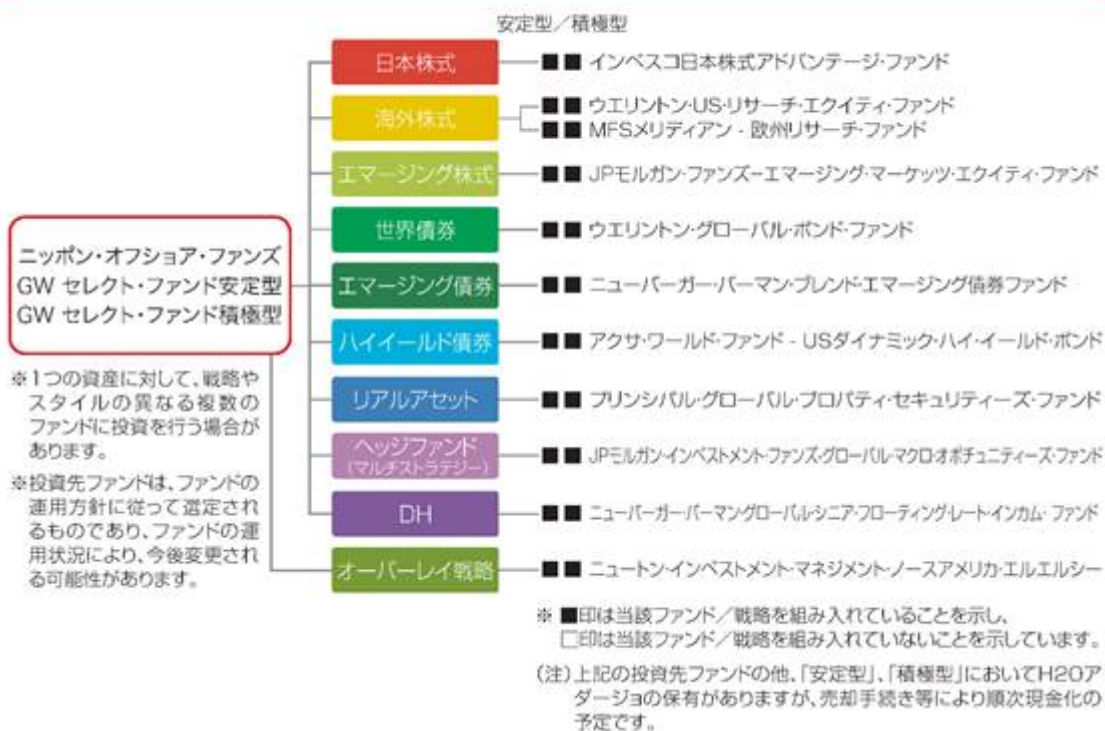 安定型／積極型
日本株式
■ ■ インベスコ日本株式アドバンテージ・ファンド
海外株式
■ ■ ウエリントン・US・リサーチ・エクイティ・ファンド
■ ■ MFSメリディアン - 欧州リサーチ・ファンド
エマージング株式
■ ■ JPモルガン・ファンズ−エマージング・マーケッツ・エクイティ・ファンド
世界債券
■ ■ ウエリントン・グローバル・ボンド・ファンド
ニッポン・オフショア・ファンズ
GW セレクト・ファンド安定型
GW セレクト・ファンド積極型
エマージング債券
■ ■ ニューバーガー・バーマン・ブレンド・エマージング債券ファンド
ハイイールド債券
■ ■ アクサ・ワールド・ファンド - USダイナミック・ハイ・イールド・ボンド
リアルアセット
■ ■ プリンシパル・グローバル・プロパティ・セキュリティーズ・ファンド
ヘッジファンド
（マルチストラテジー）
■ ■ JPモルガン・インベストメント・ファンズ・グローバル・マクロ・オポチュニティーズ・ファンド
DH
■ ■ ニューバーガー・バーマングローバル・シニア・フローティング・レート・インカム・ファンド
オーバーレイ戦略
■ ■ ニュートン・インベストメント・マネジメント・ノースアメリカ・エルエルシー
※1つの資産に対して、戦略や
スタイルの異なる複数の
ファンドに投資を行う場合が
あります。
※投資先ファンドは、ファンドの
運用方針に従って選定され
るものであり、ファンドの運
用状況により、今後変更され
る可能性があります。
※ ■印は当該ファンド／戦略を組み入れていることを示し、
□印は当該ファンド／戦略を組み入れていないことを示しています。
（注）上記の投資先ファンドの他、「安定型」、「積極型」においてH2Oア
ダージョの保有がありますが、売却手続き等により順次現金化の
予定です。